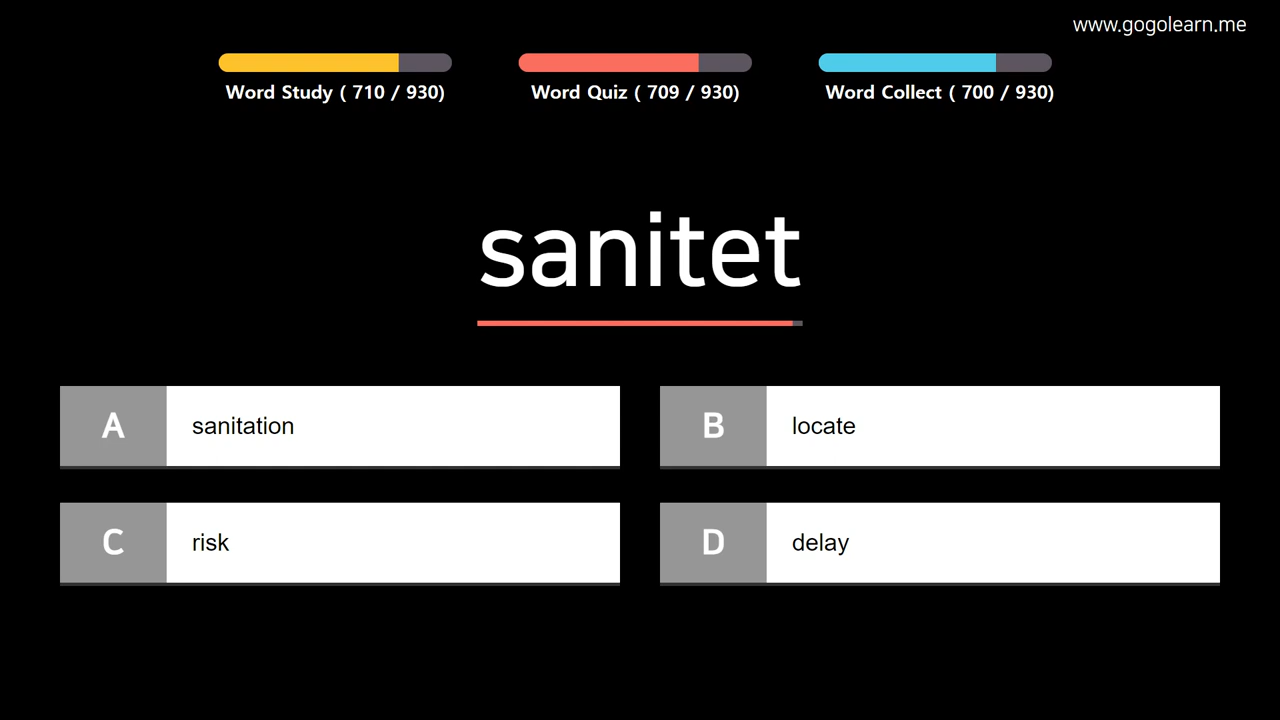 www.gogolearn.me
Word Study ( 710 / 930)
Word Quiz ( 709 / 930)
Word Collect ( 700 / 930)
sanitet
A sanitation
B locate
C risk
D delay